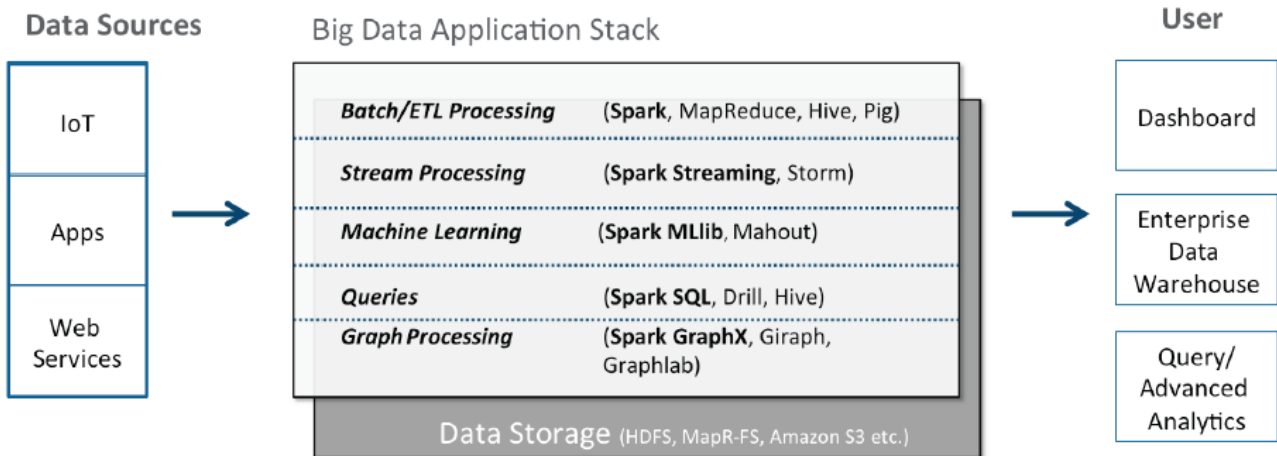 Data Sources
IoT
Apps
Web
Services
Big Data Application Stack
Batch/ETL Processing (Spark, MapReduce, Hive, Pig)
Stream Processing (Spark Streaming, Storm)
Machine Learning (Spark MLlib, Mahout)
Queries (Spark SQL, Drill, Hive)
Graph Processing (Spark GraphX, Giraph,
Graphlab)
Data Storage (HDFS, MapR-FS, Amazon S3 etc.)
User
Dashboard
Enterprise
Data
Warehouse
Query/
Advanced
Analytics